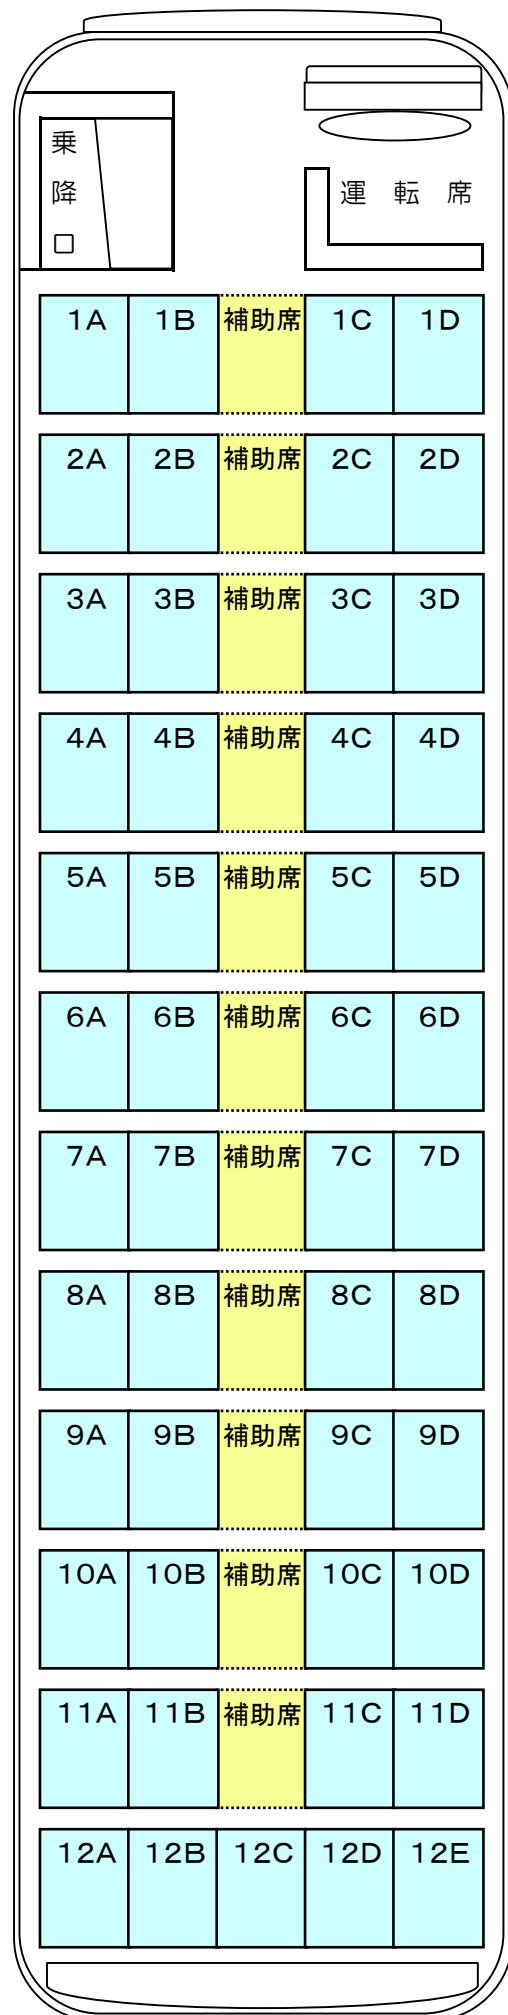 乗
降
口
運転席
1A 1B 補助席 1C 1D
2A 2B 補助席 2C 2D
3A 3B 補助席 3C 3D
4A 4B 補助席 4C 4D
5A 5B 補助席 5C 5D
6A 6B 補助席 6C 6D
7A 7B 補助席 7C 7D
8A 8B 補助席 8C 8D
9A 9B 補助席 9C 9D
10A 10B 補助席 10C 10D
11A 11B 補助席 11C 11D
12A 12B 12C 12D 12E